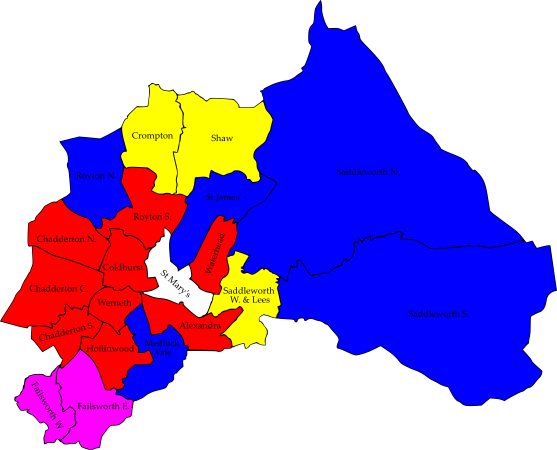 Crompton
Shaw
Royton N.
St James'
Saddleworth N.
Royton S.
Chadderton N.
Coldhurst
Waterhead
Chadderton C.
St Mary's
Saddleworth
W. & Lees
Werneth
Saddleworth S.
Chadderton S.
Alexandra
Hollinwood
Medlock
Vale
Failsworth W.
Failsworth E.